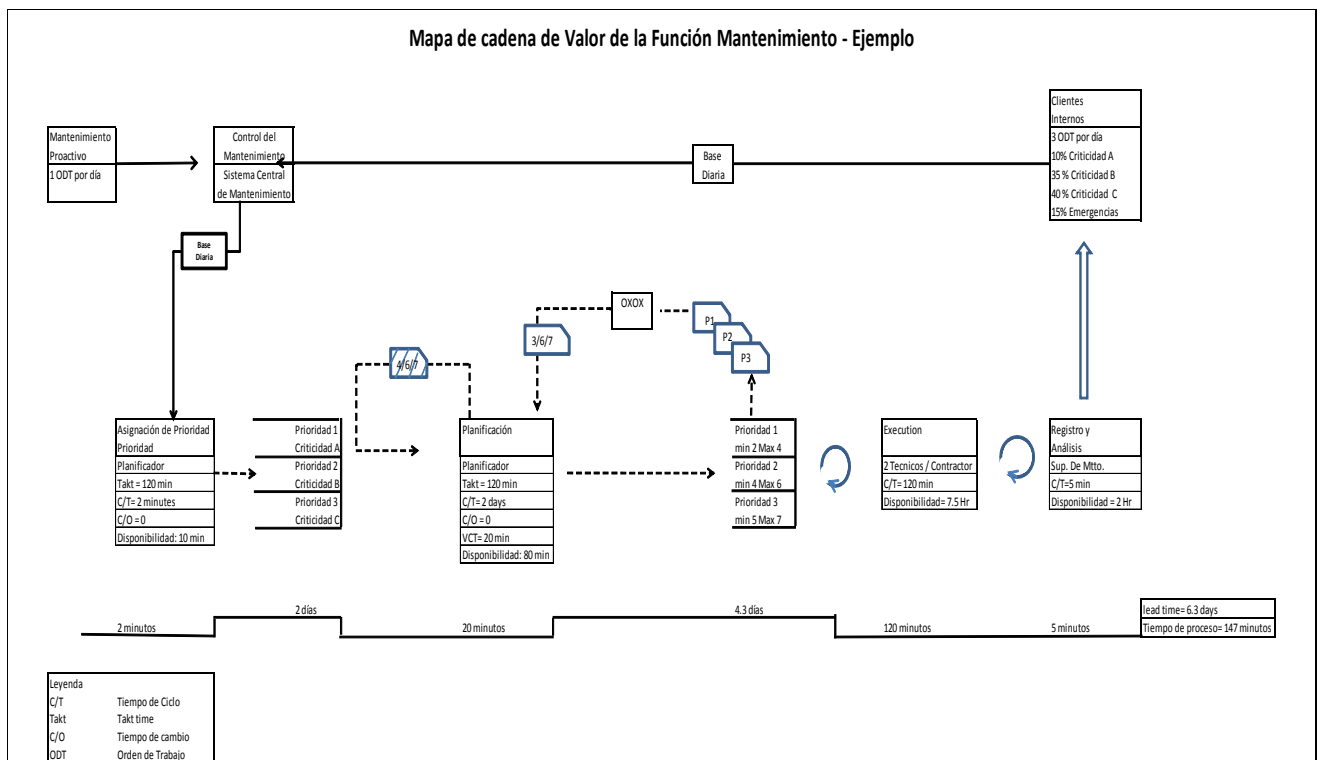 Mapa de cadena de Valor de la Función Mantenimiento - Ejemplo
Mantenimiento
Proactivo
1 ODT por día
Control del
Mantenimiento
Sistema Central
de Mantenimiento
Base
Diaria
Clientes
Internos
3 ODT por día
10% Criticidad A
35 % Criticidad B
40 % Criticidad C
15% Emergencias
Base
Diaria
OXOX
P1
P2
P3
3/6/7
4/6/7
Asignación de Prioridad
Prioridad
Planificador
Takt = 120 min
C/T= 2 minutes
C/O = 0
Disponibilidad: 10 min
Prioridad 1
Criticidad A
Prioridad 2
Criticidad B
Prioridad 3
Criticidad C
Planificación
Planificador
Takt = 120 min
C/T= 2 days
C/O = 0
VCT= 20 min
Disponibilidad: 80 min
Prioridad 1
min 2 Max 4
Prioridad 2
min 4 Max 6
Prioridad 3
min 5 Max 7
Execution
2 Tecnicos / Contractor
C/T= 120 min
Disponibilidad= 7.5 Hr
Registro y
Análisis
Sup. De Mtto.
C/T=5 min
Disponibilidad = 2 Hr
2 minutos
2 días
20 minutos
4.3 días
120 minutos
5 minutos
lead time= 6.3 days
Tiempo de proceso= 147 minutos
Leyenda
C/T Tiempo de Ciclo
Takt Takt time
C/O Tiempo de cambio
ODT Orden de Trabajo